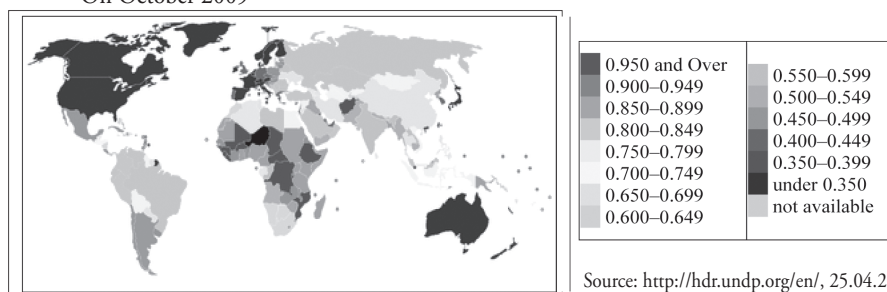 On October 2009
0.950 and Over
0.900–0.949
0.850–0.899
0.800–0.849
0.750–0.799
0.700–0.749
0.650–0.699
0.600–0.649
0.550–0.599
0.500–0.549
0.450–0.499
0.400–0.449
0.350–0.399
under 0.350
not available
Source: http://hdr.undp.org/en/, 25.04.2